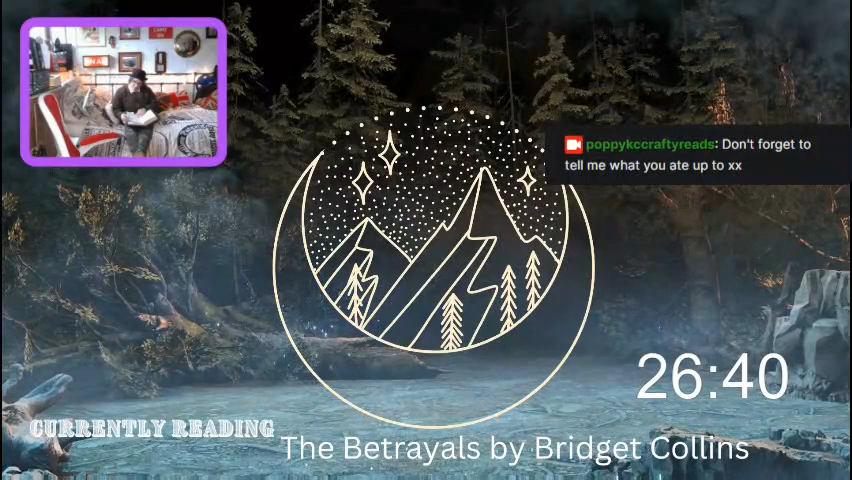 poppykccraftyreads: Don't forget to
tell me what you ate up to xx
26:40
CURRENTLY READING
The Betrayals by Bridget Collins